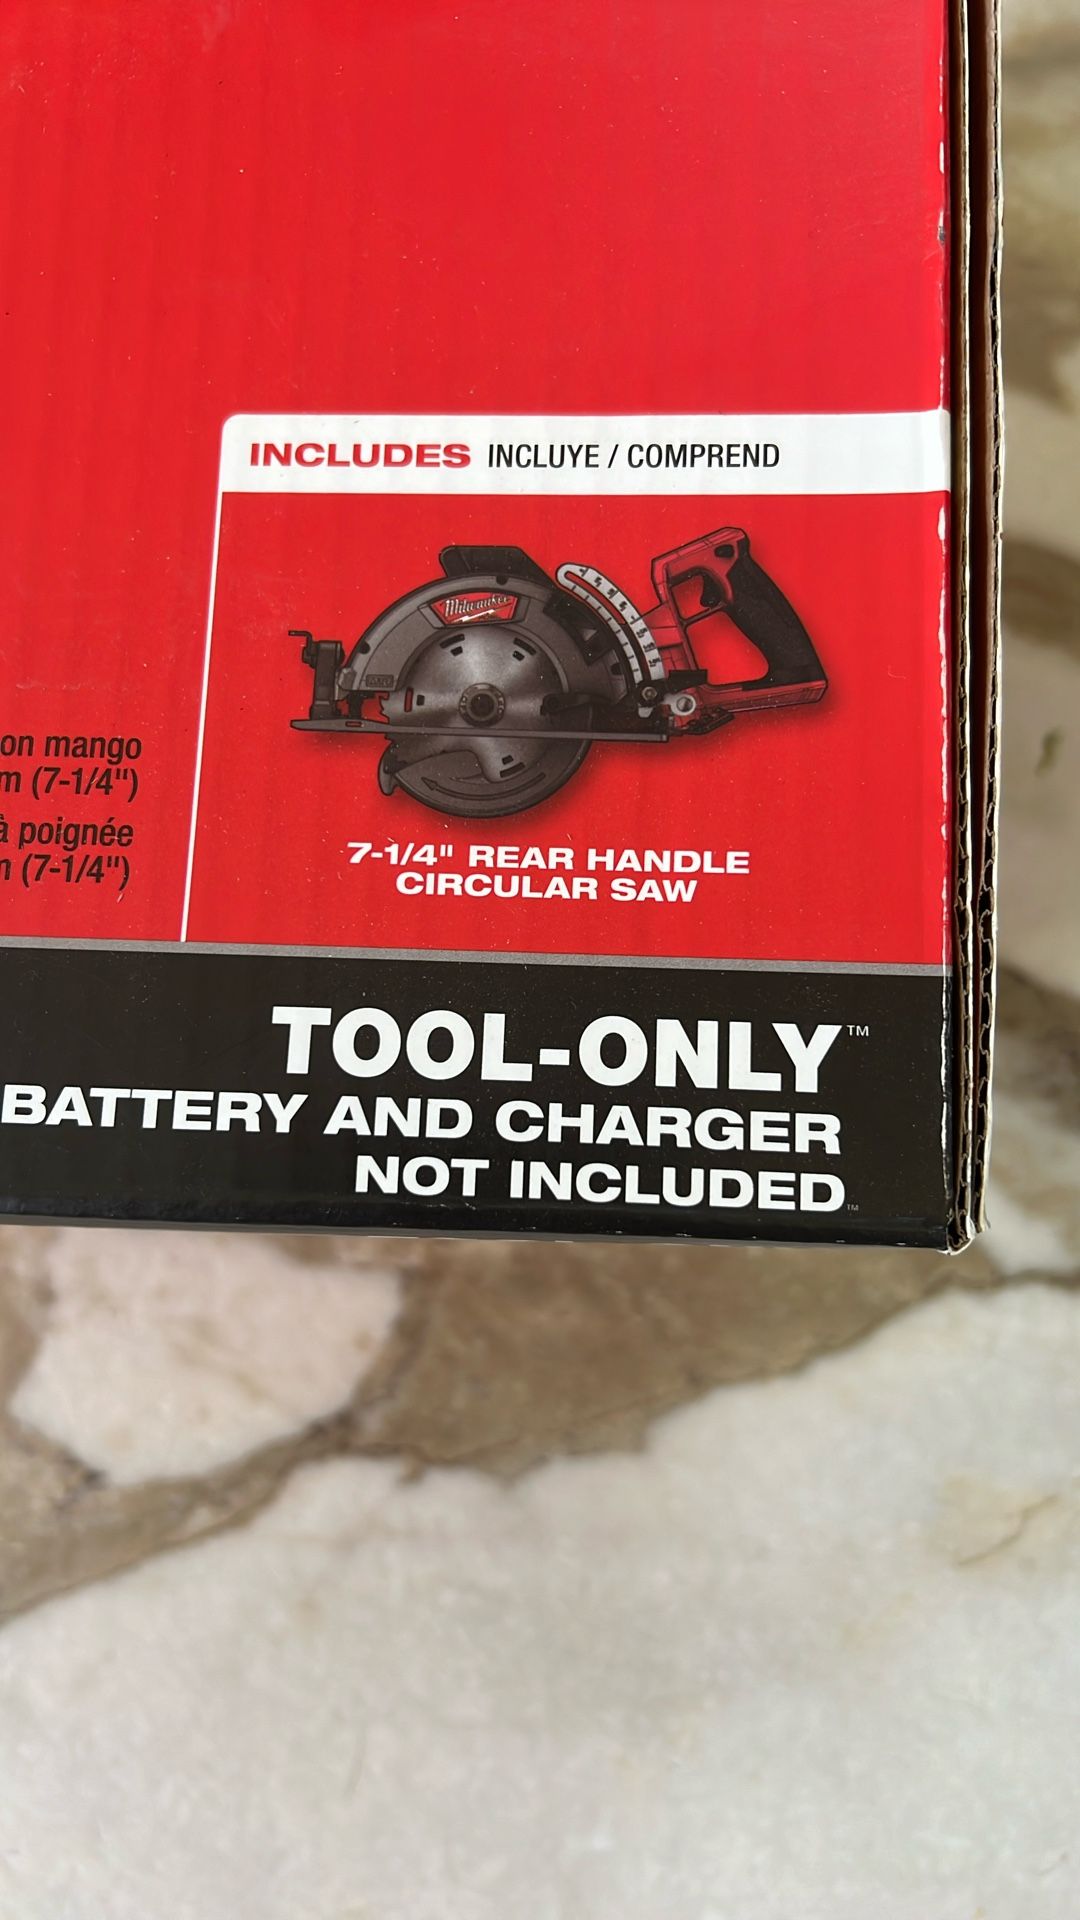 INCLUDES INCLUYE / COMPREND
Milwaukee
on mango
m (7-1/4")
à poignée
(7-1/4")
7-1/4" REAR HANDLE
CIRCULAR SAW
TOOL-ONLY™
BATTERY AND CHARGER
NOT INCLUDED™